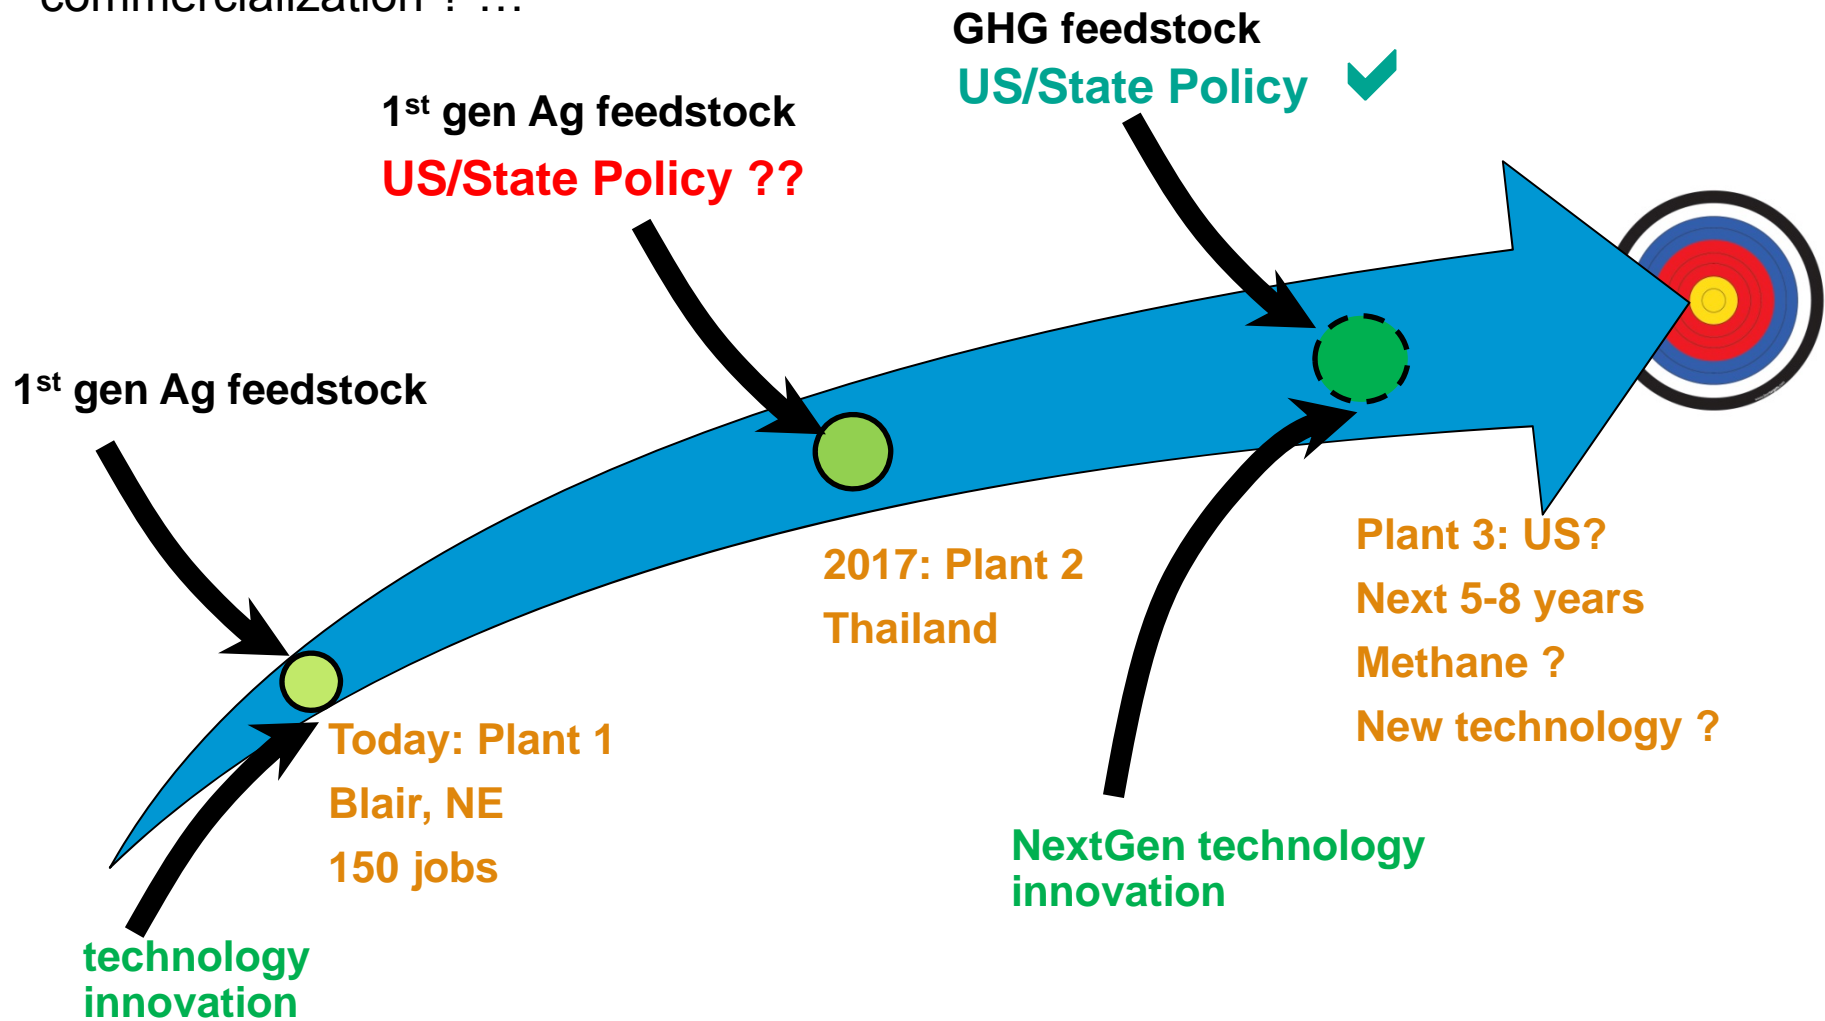 commercialization ? …
GHG feedstock
US/State Policy
1st gen Ag feedstock
US/State Policy ??
1st gen Ag feedstock
2017: Plant 2
Thailand
Plant 3: US?
Next 5-8 years
Methane ?
New technology ?
Today: Plant 1
Blair, NE
150 jobs
NextGen technology
innovation
technology
innovation